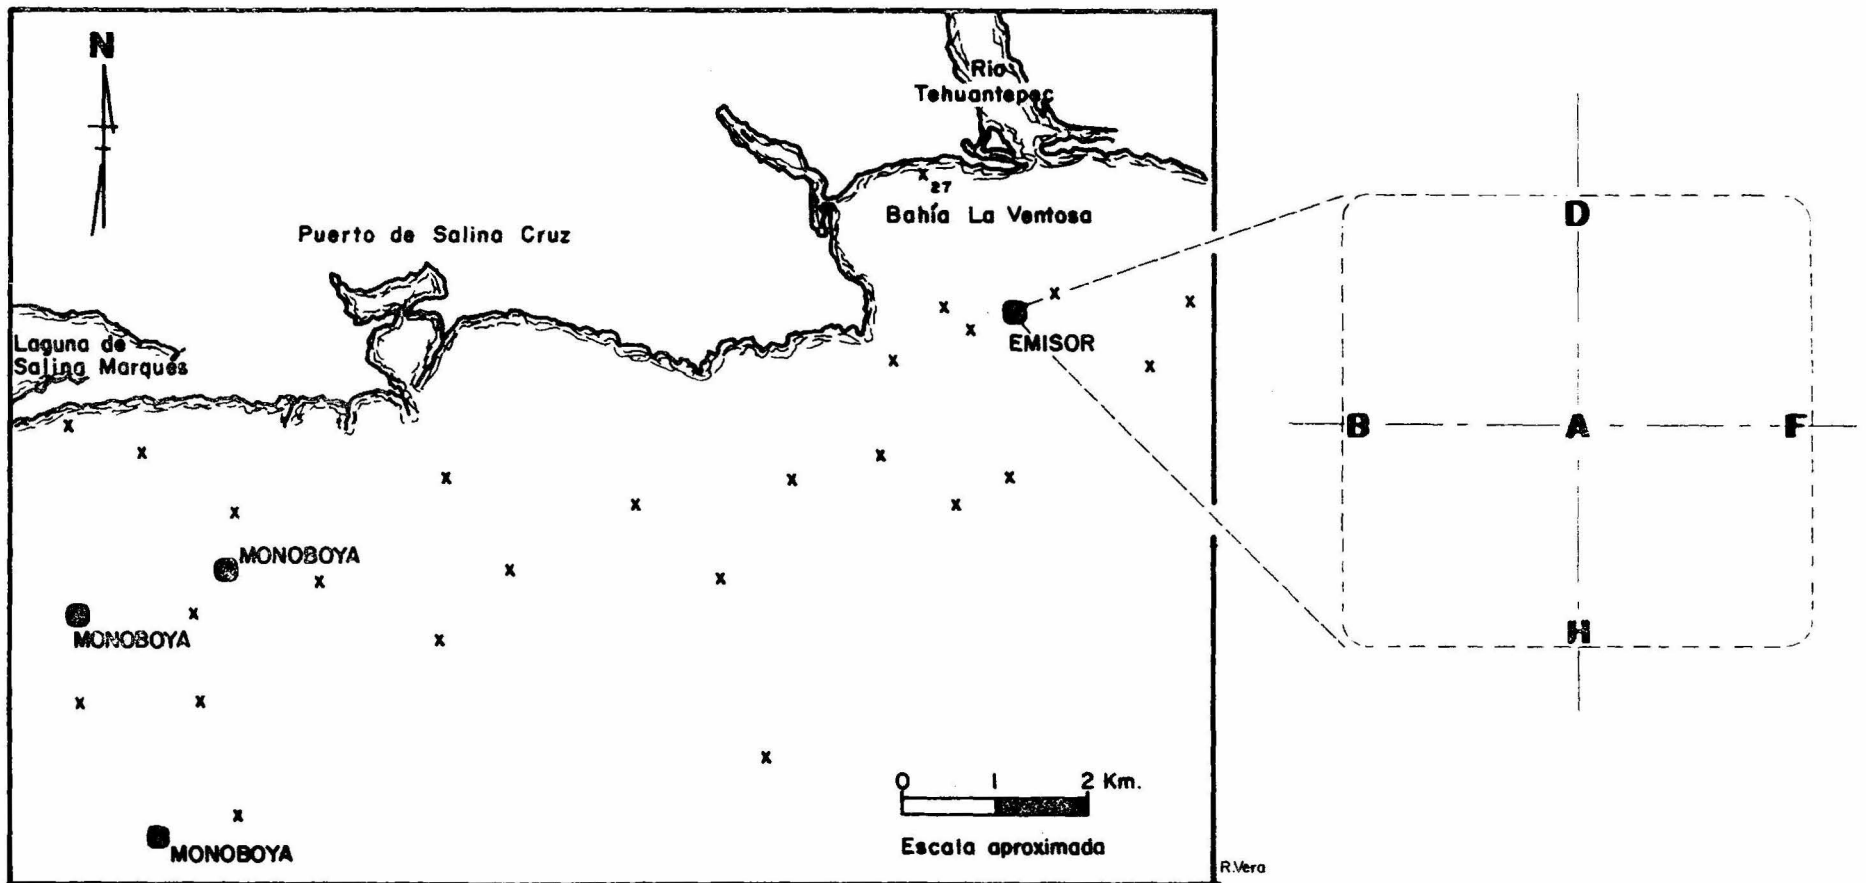 N
Rio
Tehuantepec
x
27
Bahía La Ventosa
Puerto de Salina Cruz
Laguna de
Salina Marques
EMISOR
MONOBOYA
MONOBOYA
MONOBOYA
0 1 2 Km.
Escala aproximada
R.Vera
D
B A F
H